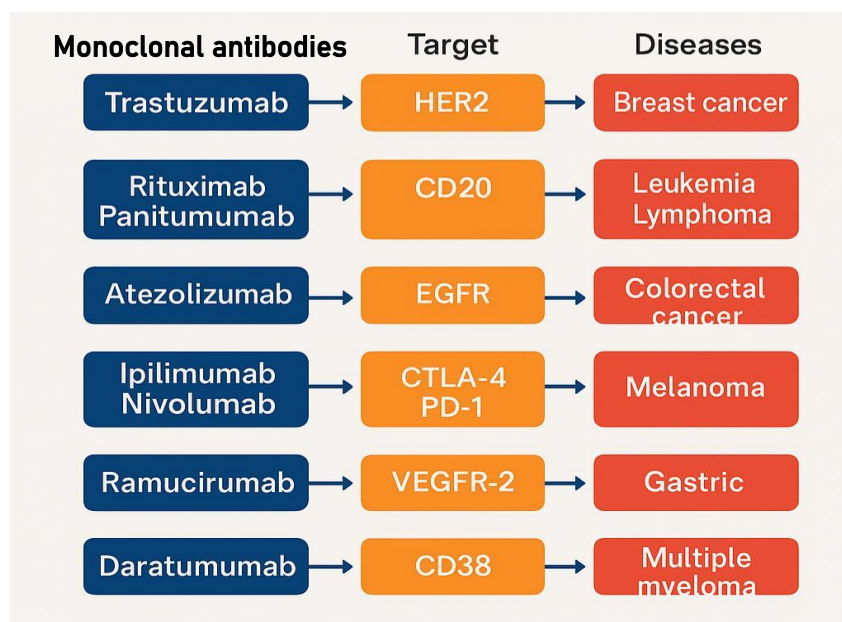 Monoclonal antibodies Target Diseases
Trastuzumab HER2 Breast cancer
Rituximab
Panitumumab
CD20
Leukemia
Lymphoma
Atezolizumab EGFR
Colorectal
cancer
Ipilimumab
Nivolumab
CTLA-4
PD-1
Melanoma
Ramucirumab VEGFR-2 Gastric
Daratumumab CD38
Multiple
myeloma